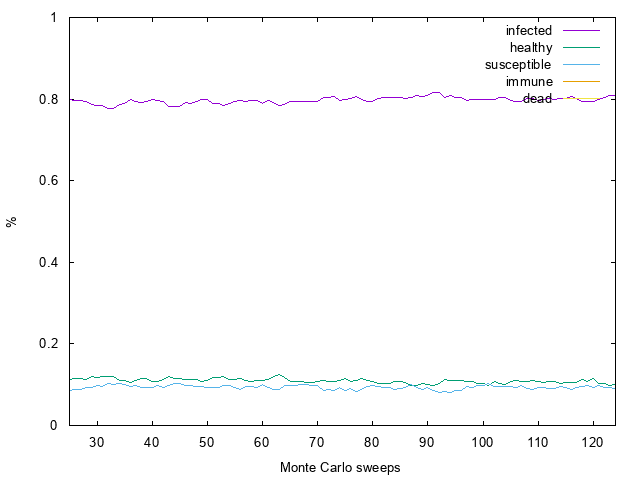 1
infected
healthy
susceptible
immune
0.8
dead
0.6
%
0.4
0.2
0
30 40 50 60 70 80 90 100 110 120
Monte Carlo sweeps